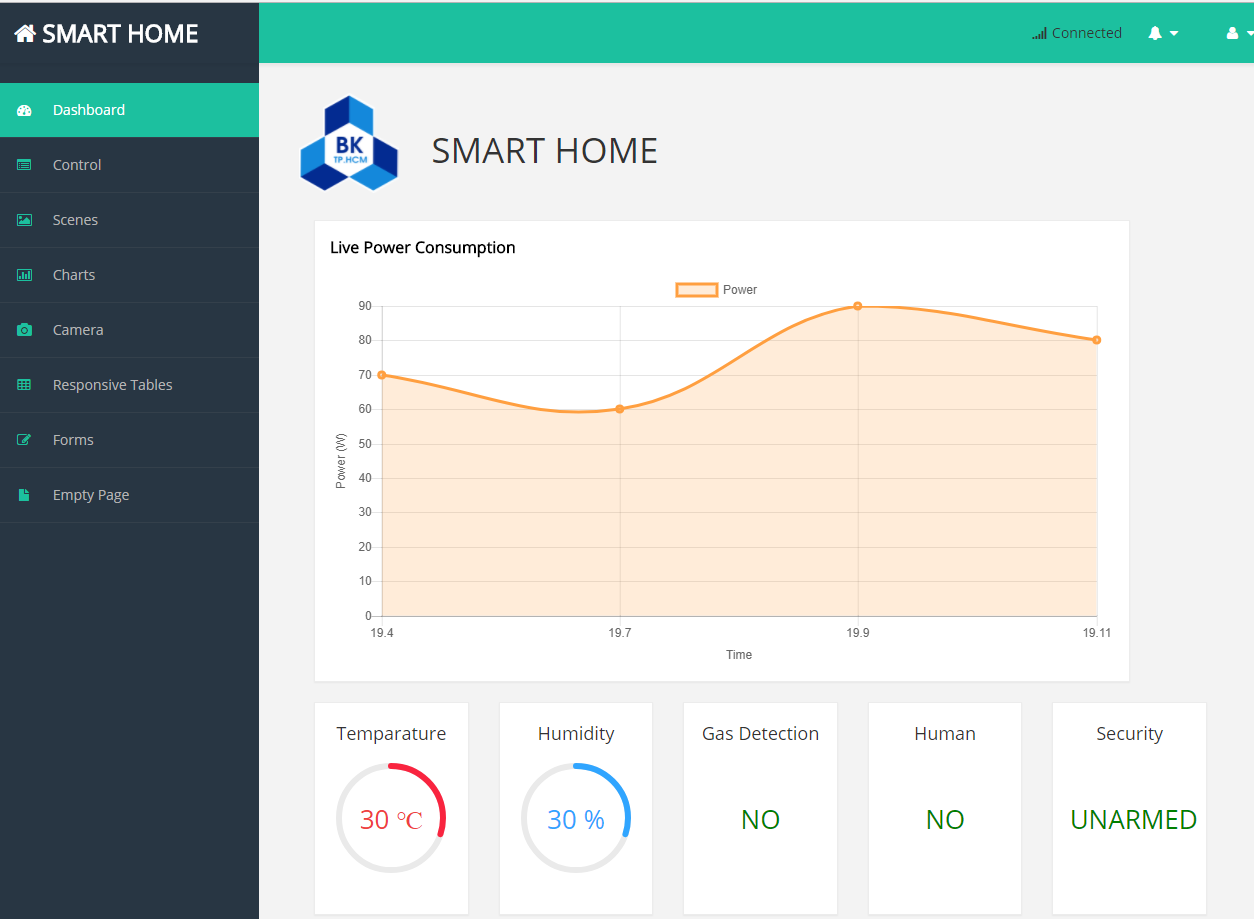 SMART HOME
Connected
Dashboard
Control
Scenes
Charts
Camera
Responsive Tables
Forms
Empty Page
BK
TP.HCM
SMART HOME
Live Power Consumption
Power
90
80
70
60
50
40
30
20
10
0
Power (W)
19.4 19.7 19.9 19.11
Time
Temparature
30 °C
Humidity
30 %
Gas Detection
NO
Human
NO
Security
UNARMED